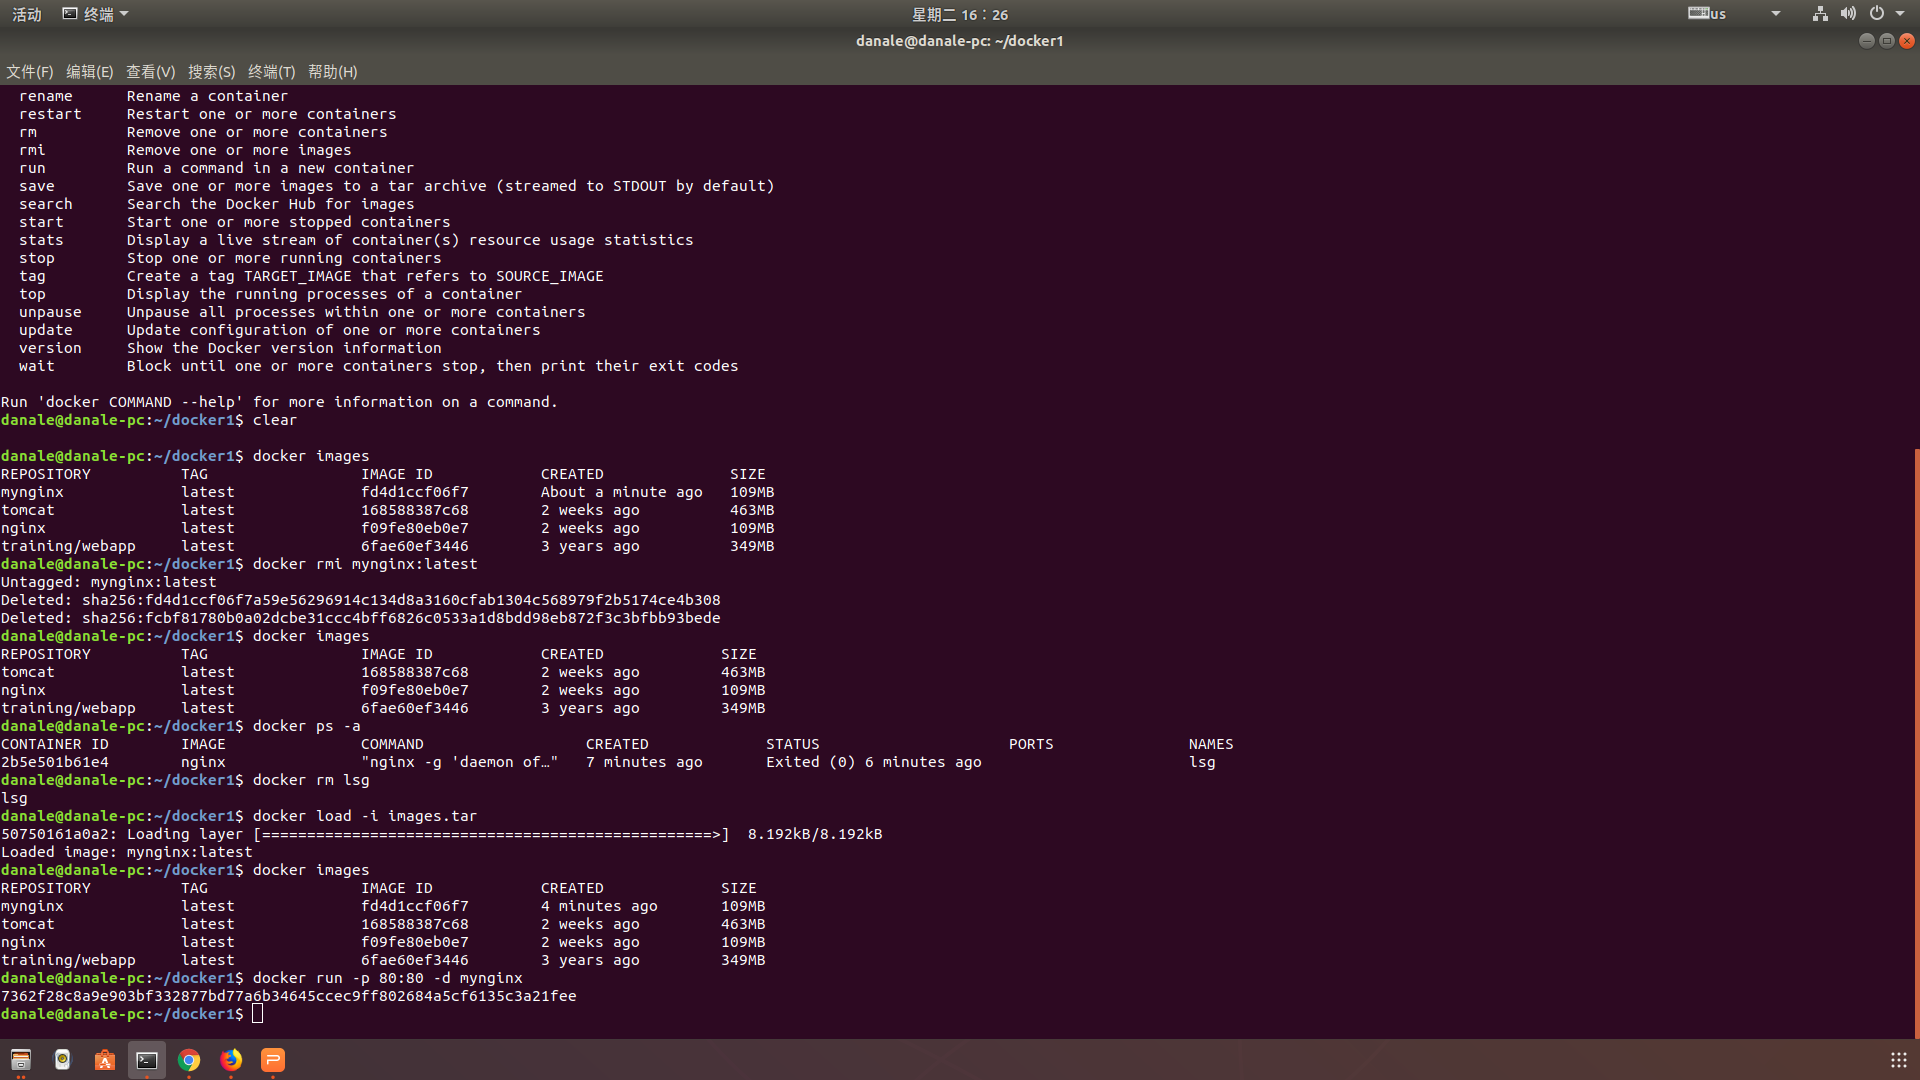 活动 终端 星期二 16：26 us
danale@danale-pc: ~/docker1
文件(F) 编辑(E) 查看(V) 搜索(S) 终端(T) 帮助(H)
rename Rename a container
restart Restart one or more containers
rm Remove one or more containers
rmi Remove one or more images
run Run a command in a new container
save Save one or more images to a tar archive (streamed to STDOUT by default)
search Search the Docker Hub for images
start Start one or more stopped containers
stats Display a live stream of container(s) resource usage statistics
stop Stop one or more running containers
tag Create a tag TARGET_IMAGE that refers to SOURCE_IMAGE
top Display the running processes of a container
unpause Unpause all processes within one or more containers
update Update configuration of one or more containers
version Show the Docker version information
wait Block until one or more containers stop, then print their exit codes
Run 'docker COMMAND --help' for more information on a command.
danale@danale-pc:~/docker1$ clear
danale@danale-pc:~/docker1$ docker images
REPOSITORY TAG IMAGE ID CREATED SIZE
mynginx latest fd4d1ccf06f7 About a minute ago 109MB
tomcat latest 168588387c68 2 weeks ago 463MB
nginx latest f09fe80eb0e7 2 weeks ago 109MB
training/webapp latest 6fae60ef3446 3 years ago 349MB
danale@danale-pc:~/docker1$ docker rmi mynginx:latest
Untagged: mynginx:latest
Deleted: sha256:fd4d1ccf06f7a59e56296914c134d8a3160cfab1304c568979f2b5174ce4b308
Deleted: sha256:fcbf81780b0a02dcbe31ccc4bff6826c0533a1d8bdd98eb872f3c3bfbb93bede
danale@danale-pc:~/docker1$ docker images
REPOSITORY TAG IMAGE ID CREATED SIZE
tomcat latest 168588387c68 2 weeks ago 463MB
nginx latest f09fe80eb0e7 2 weeks ago 109MB
training/webapp latest 6fae60ef3446 3 years ago 349MB
danale@danale-pc:~/docker1$ docker ps -a
CONTAINER ID IMAGE COMMAND CREATED STATUS PORTS NAMES
2b5e501b61e4 nginx "nginx -g 'daemon of…" 7 minutes ago Exited (0) 6 minutes ago lsg
danale@danale-pc:~/docker1$ docker rm lsg
lsg
danale@danale-pc:~/docker1$ docker load -i images.tar
50750161a0a2: Loading layer [==================================================>] 8.192kB/8.192kB
Loaded image: mynginx:latest
danale@danale-pc:~/docker1$ docker images
REPOSITORY TAG IMAGE ID CREATED SIZE
mynginx latest fd4d1ccf06f7 4 minutes ago 109MB
tomcat latest 168588387c68 2 weeks ago 463MB
nginx latest f09fe80eb0e7 2 weeks ago 109MB
training/webapp latest 6fae60ef3446 3 years ago 349MB
danale@danale-pc:~/docker1$ docker run -p 80:80 -d mynginx
7362f28c8a9e903bf332877bd77a6b34645ccec9ff802684a5cf6135c3a21fee
danale@danale-pc:~/docker1$